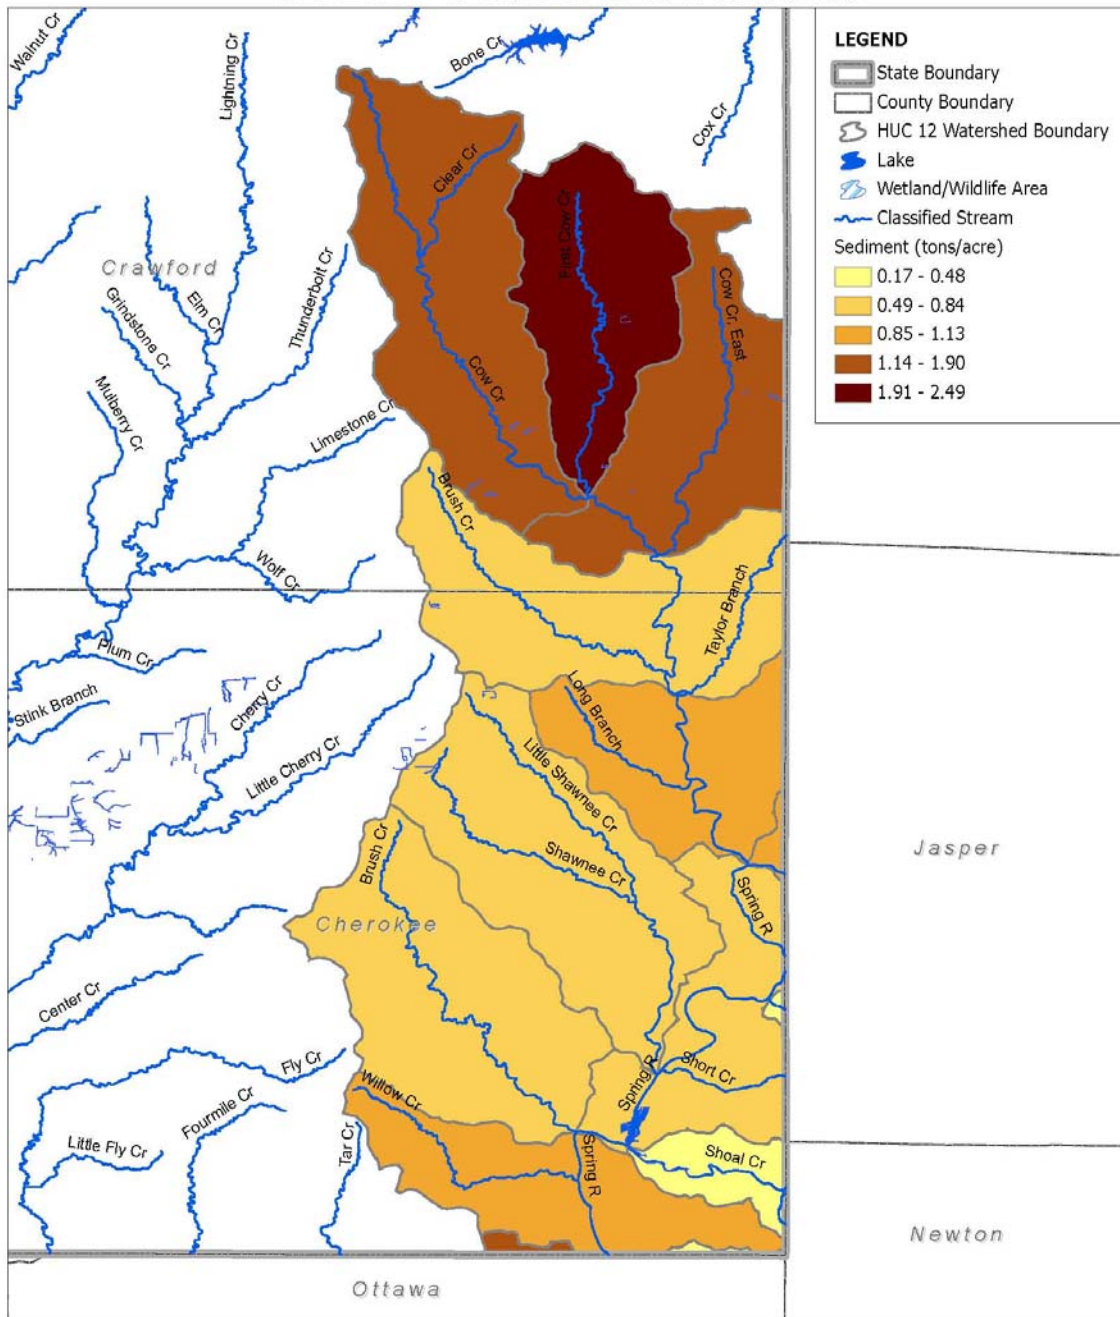 Walnut Cr
Lightning Cr
Bone Cr
Cox Cr
LEGEND
State Boundary
County Boundary
HUC 12 Watershed Boundary
Lake
Wetland/Wildlife Area
Classified Stream
Sediment (tons/acre)
0.17 - 0.48
0.49 - 0.84
0.85 - 1.13
1.14 - 1.90
1.91 - 2.49
Clear Cr
First Cow Cr
Crawford
Elm Cr
Grindstone Cr
Thunderbolt Cr
Cow Cr, East
Mulberry Cr
Cow Cr
Limestone Cr
Brush Cr
Wolf Cr
Taylor Branch
Plum Cr
Stink Branch
Cherry Cr
Long Branch
Little Cherry Cr
Little Shawnee Cr
Brush Cr
Shawnee Cr
Jasper
Spring R
Cherokee
Center Cr
Fly Cr
Willow Cr
Spring R
Short Cr
Fourmile Cr
Little Fly Cr
Tar Cr
Spring R
Shoal Cr
Newton
Ottawa